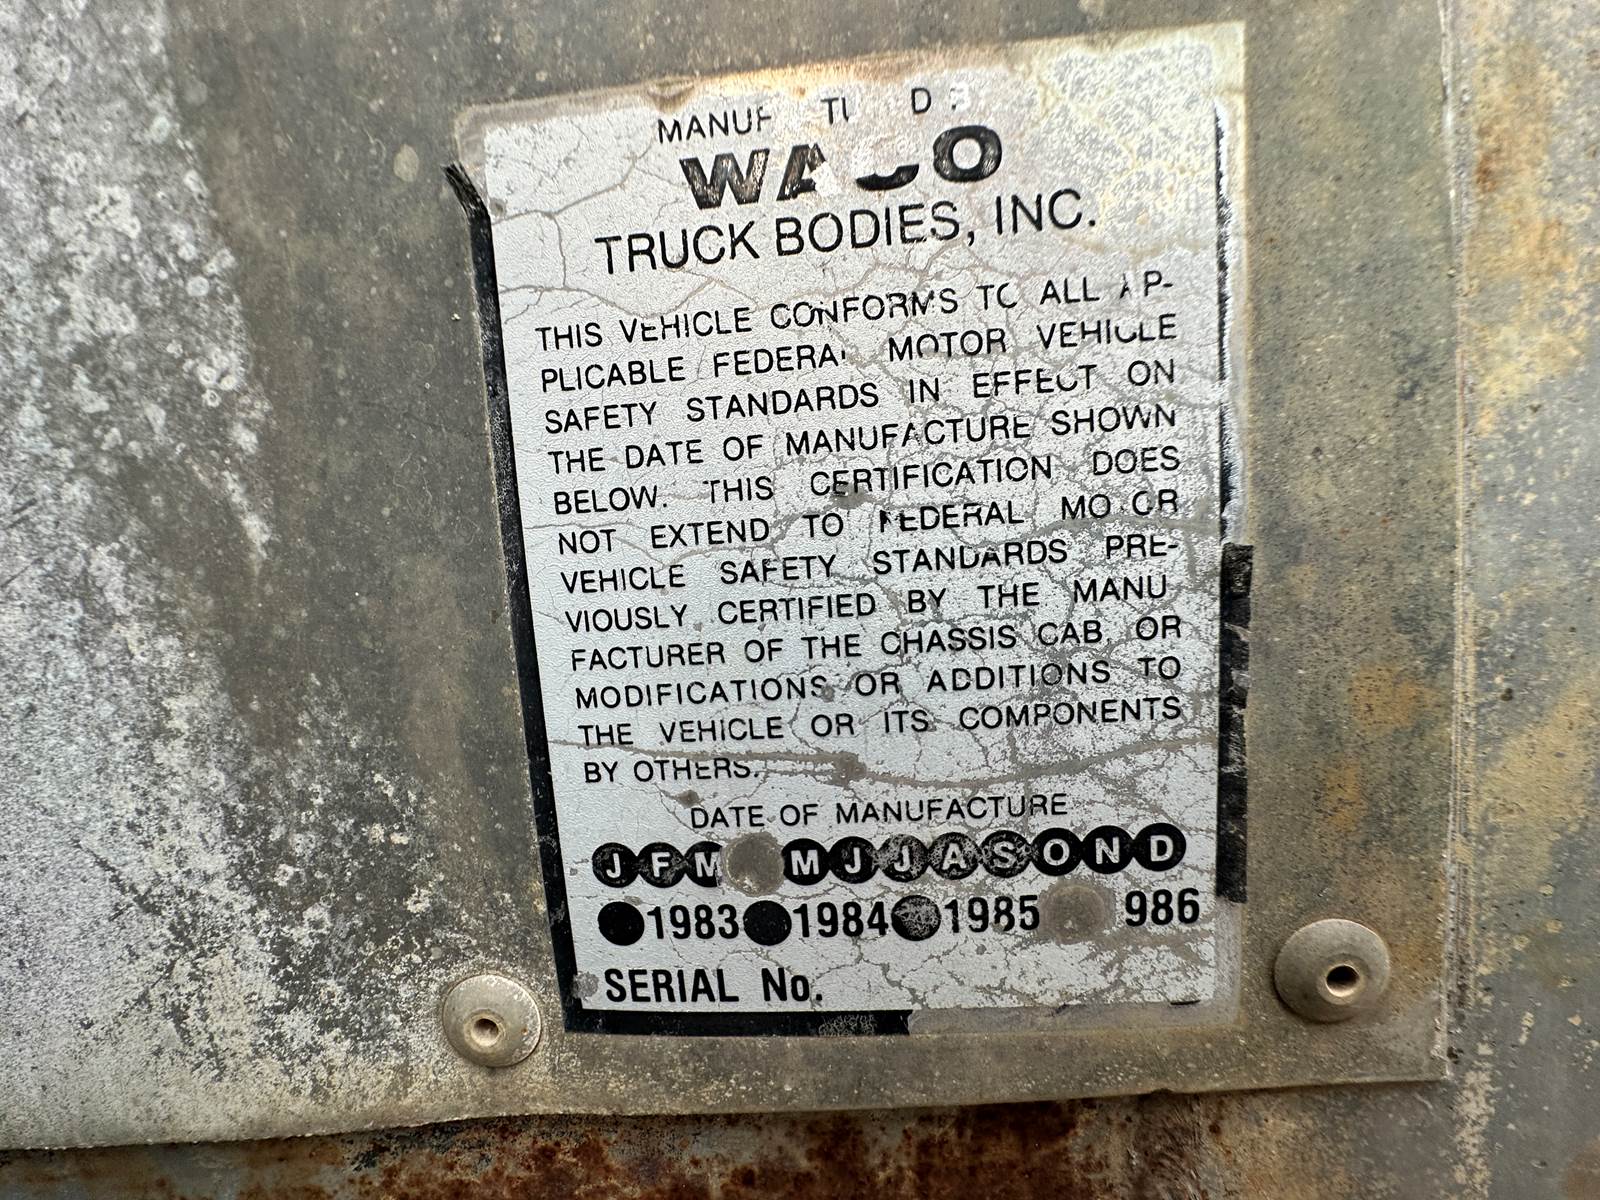 MANUF TU D
TRUCK BODIES, INC.
THIS VEHICLE CONFORMS TO ALL AP-
PLICABLE FEDERAL MOTOR VEHICLE
SAFETY STANDARDS IN EFFECT ON
THE DATE OF MANUFACTURE SHOWN
BELOW. THIS CERTIFICATION DOES
NOT EXTEND TO FEDERAL MOTOR
VEHICLE SAFETY STANDARDS PRE-
VIOUSLY CERTIFIED BY THE MANU
FACTURER OF THE CHASSIS CAB, OR
MODIFICATIONS OR ADDITIONS TO
THE VEHICLE OR ITS COMPONENTS
BY OTHERS.
DATE OF MANUFACTURE
J F M M J J A S O N D
1983 1984 1985 986
SERIAL No.